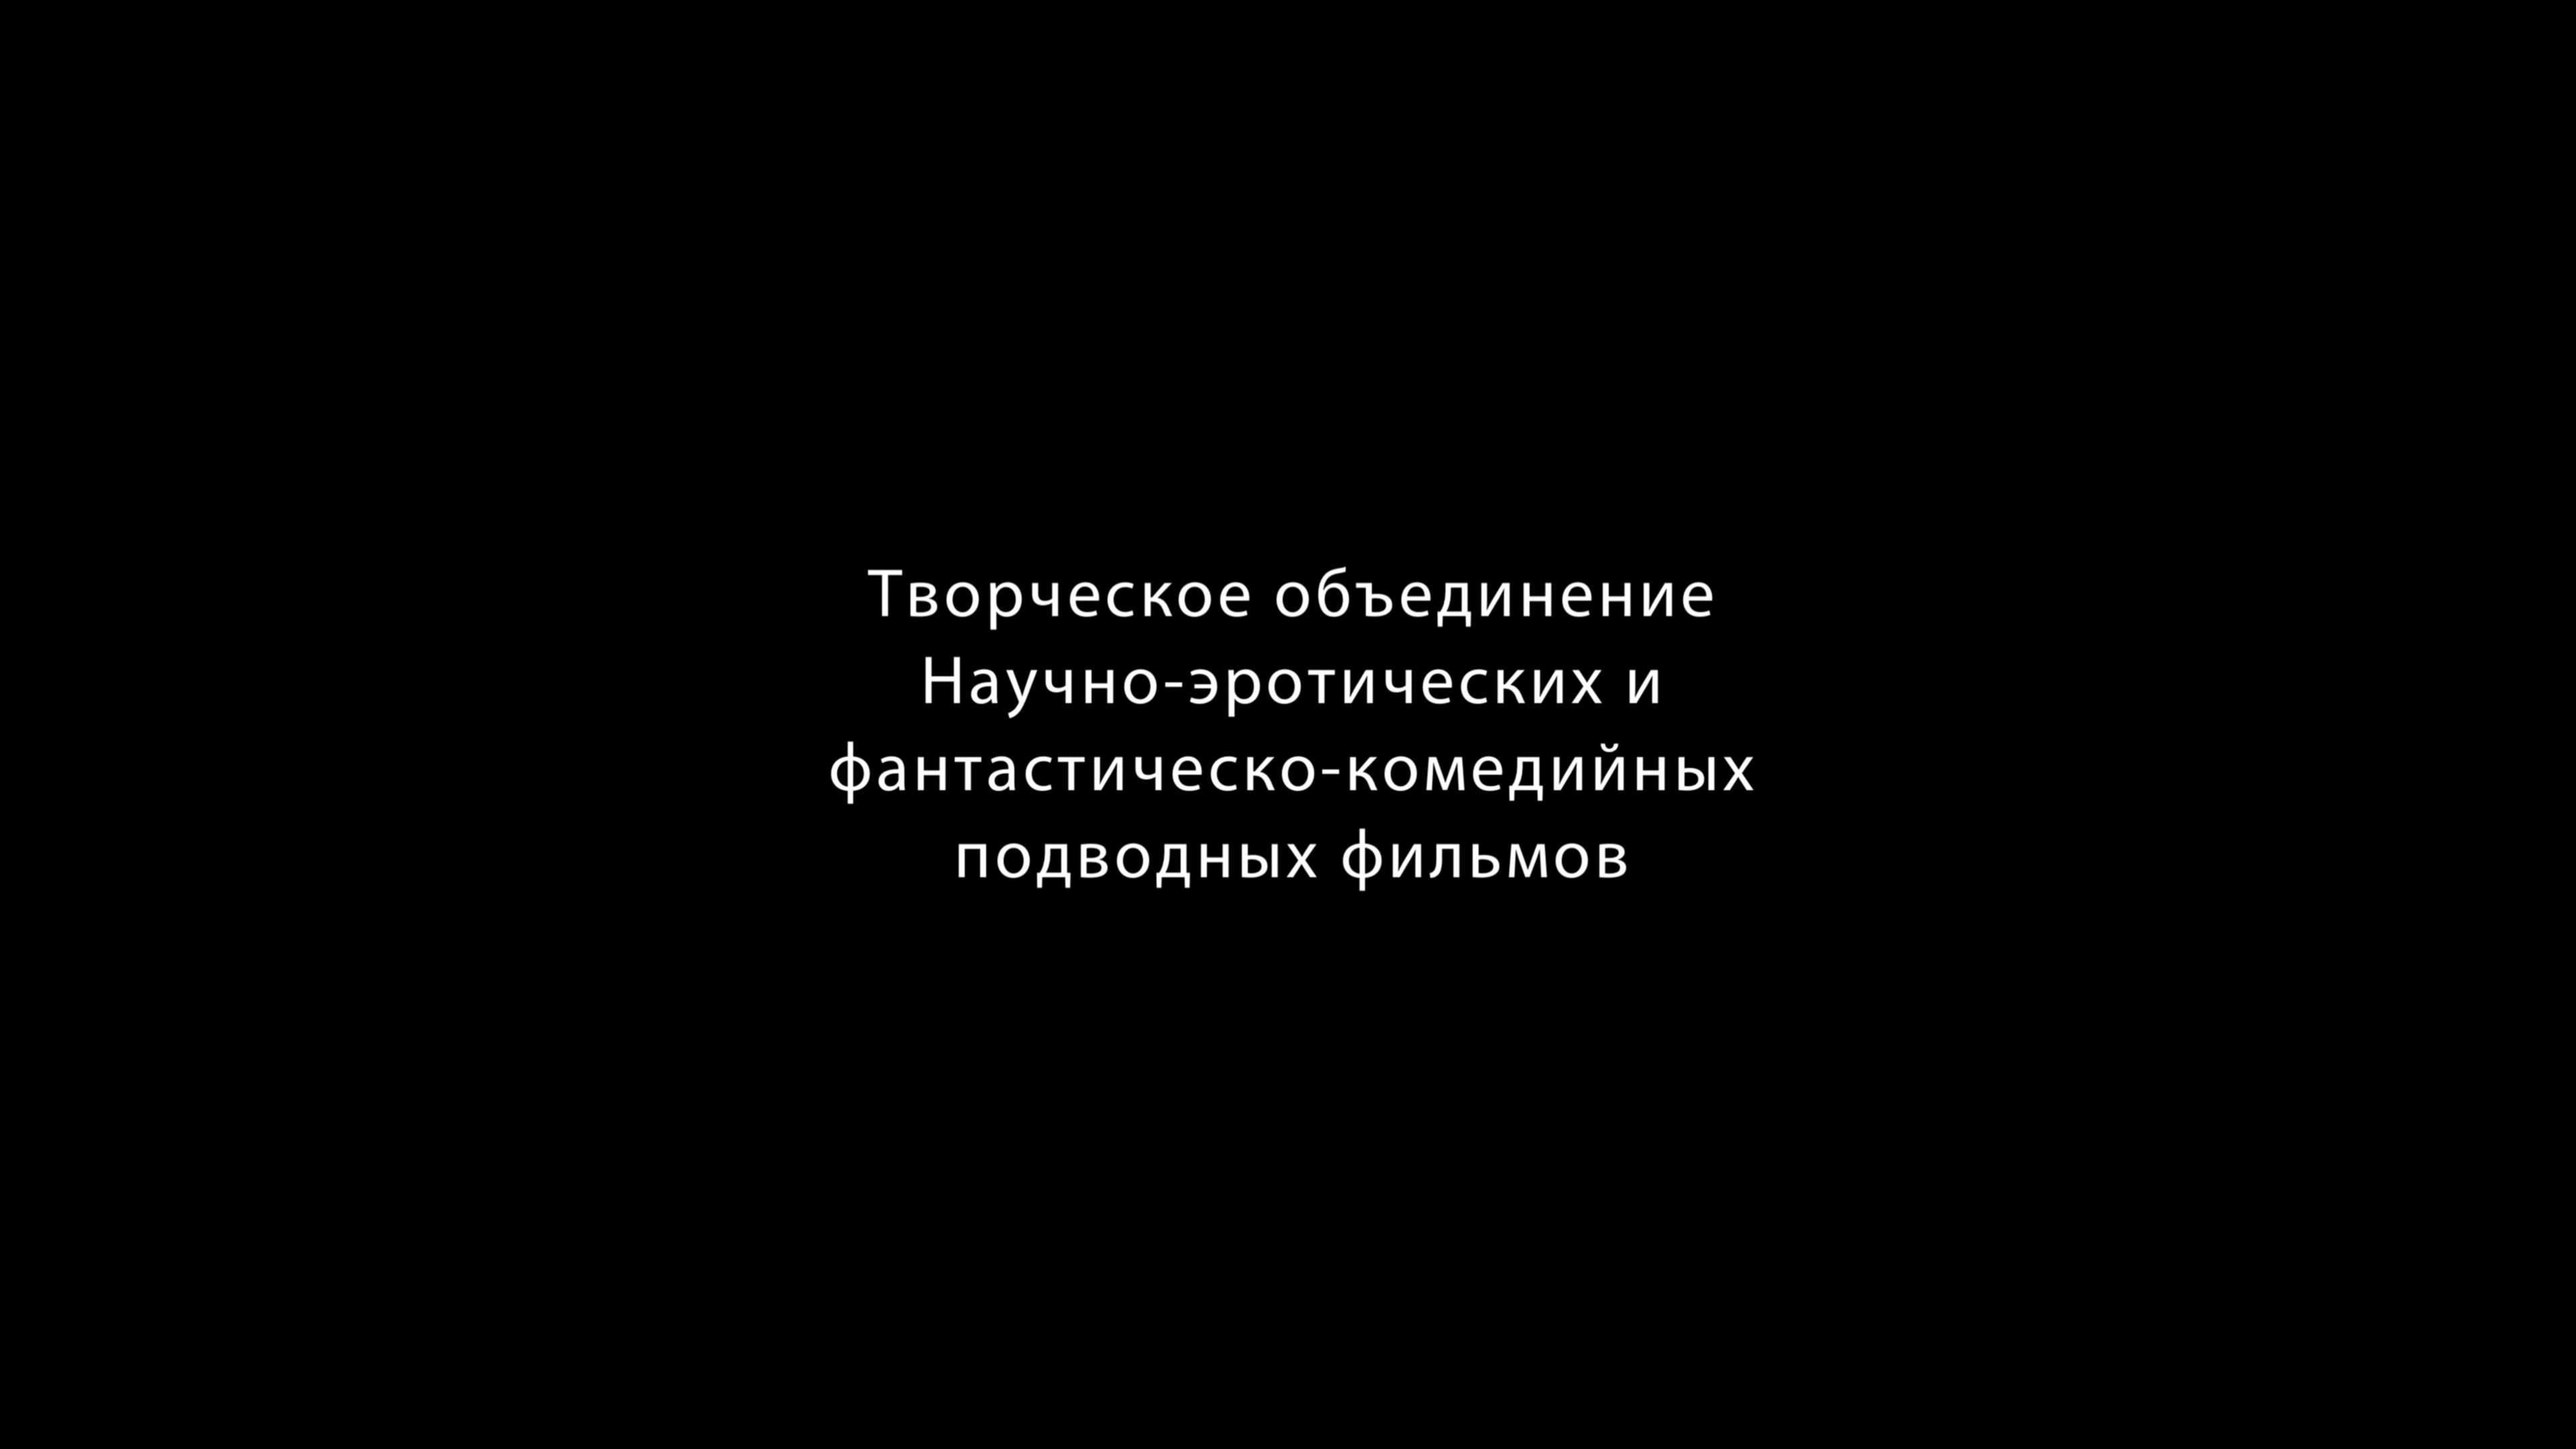 Творческое объединение
Научно-эротических и
фантастическо-комедийных
подводных фильмов